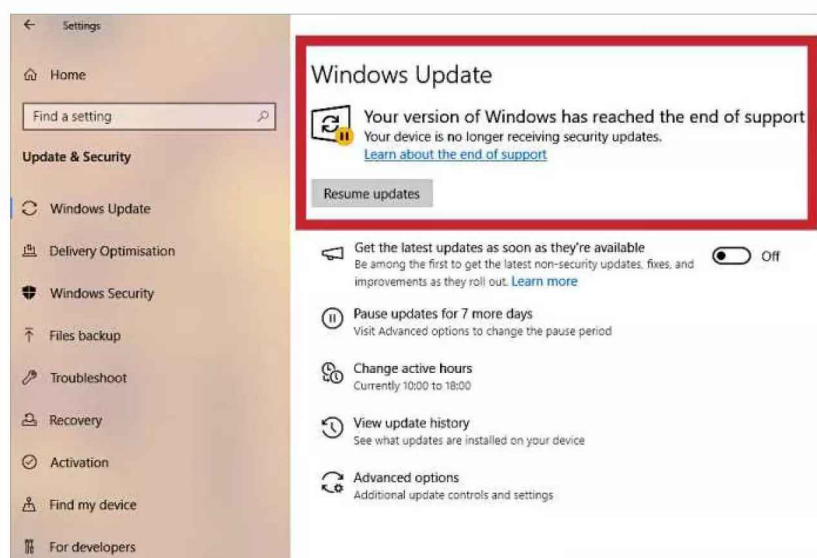 Settings
Home
Find a setting
Update & Security
Windows Update
Delivery Optimisation
Windows Security
Files backup
Troubleshoot
Recovery
Activation
Find my device
For developers
Windows Update
Your version of Windows has reached the end of support
Your device is no longer receiving security updates.
Learn about the end of support
Resume updates
Get the latest updates as soon as they're available
Be among the first to get the latest non-security updates, fixes, and
improvements as they roll out. Learn more
Off
Pause updates for 7 more days
Visit Advanced options to change the pause period
Change active hours
Currently 10:00 to 18:00
View update history
See what updates are installed on your device
Advanced options
Additional update controls and settings